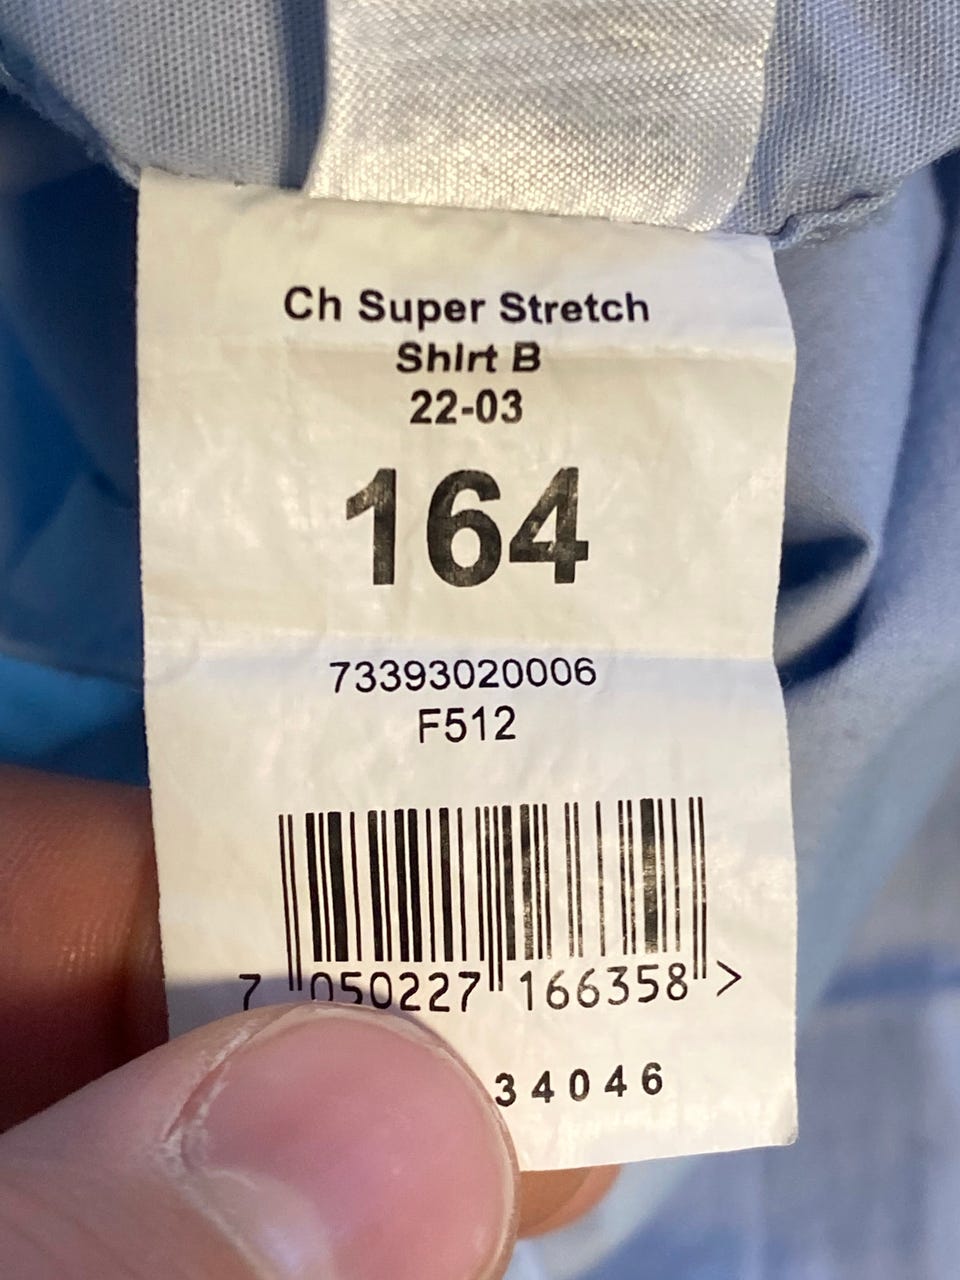 Ch Super Stretch
Shirt B
22-03
164
73393020006
F512
7 050227 166358 >
34046